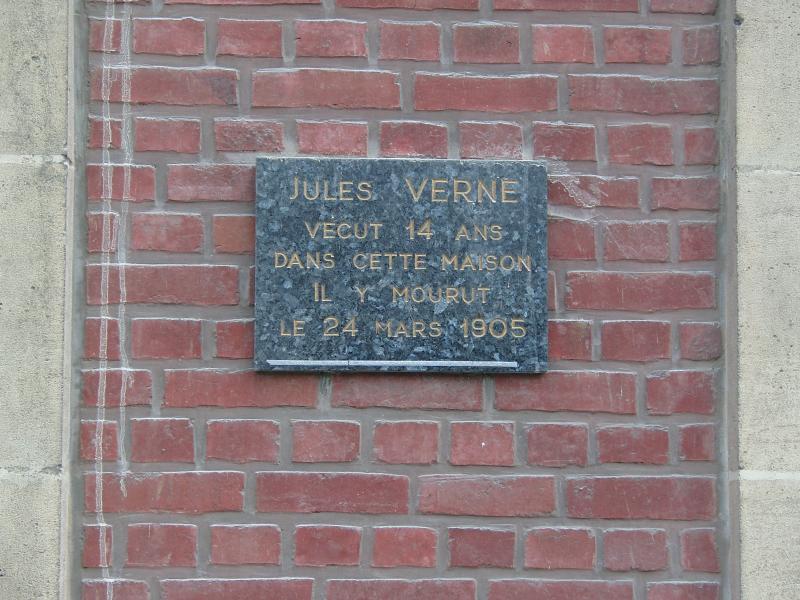 JULES VERNE
VECUT 14 ANS
DANS CETTE MAISON
IL Y MOURUT
LE 24 MARS 1905